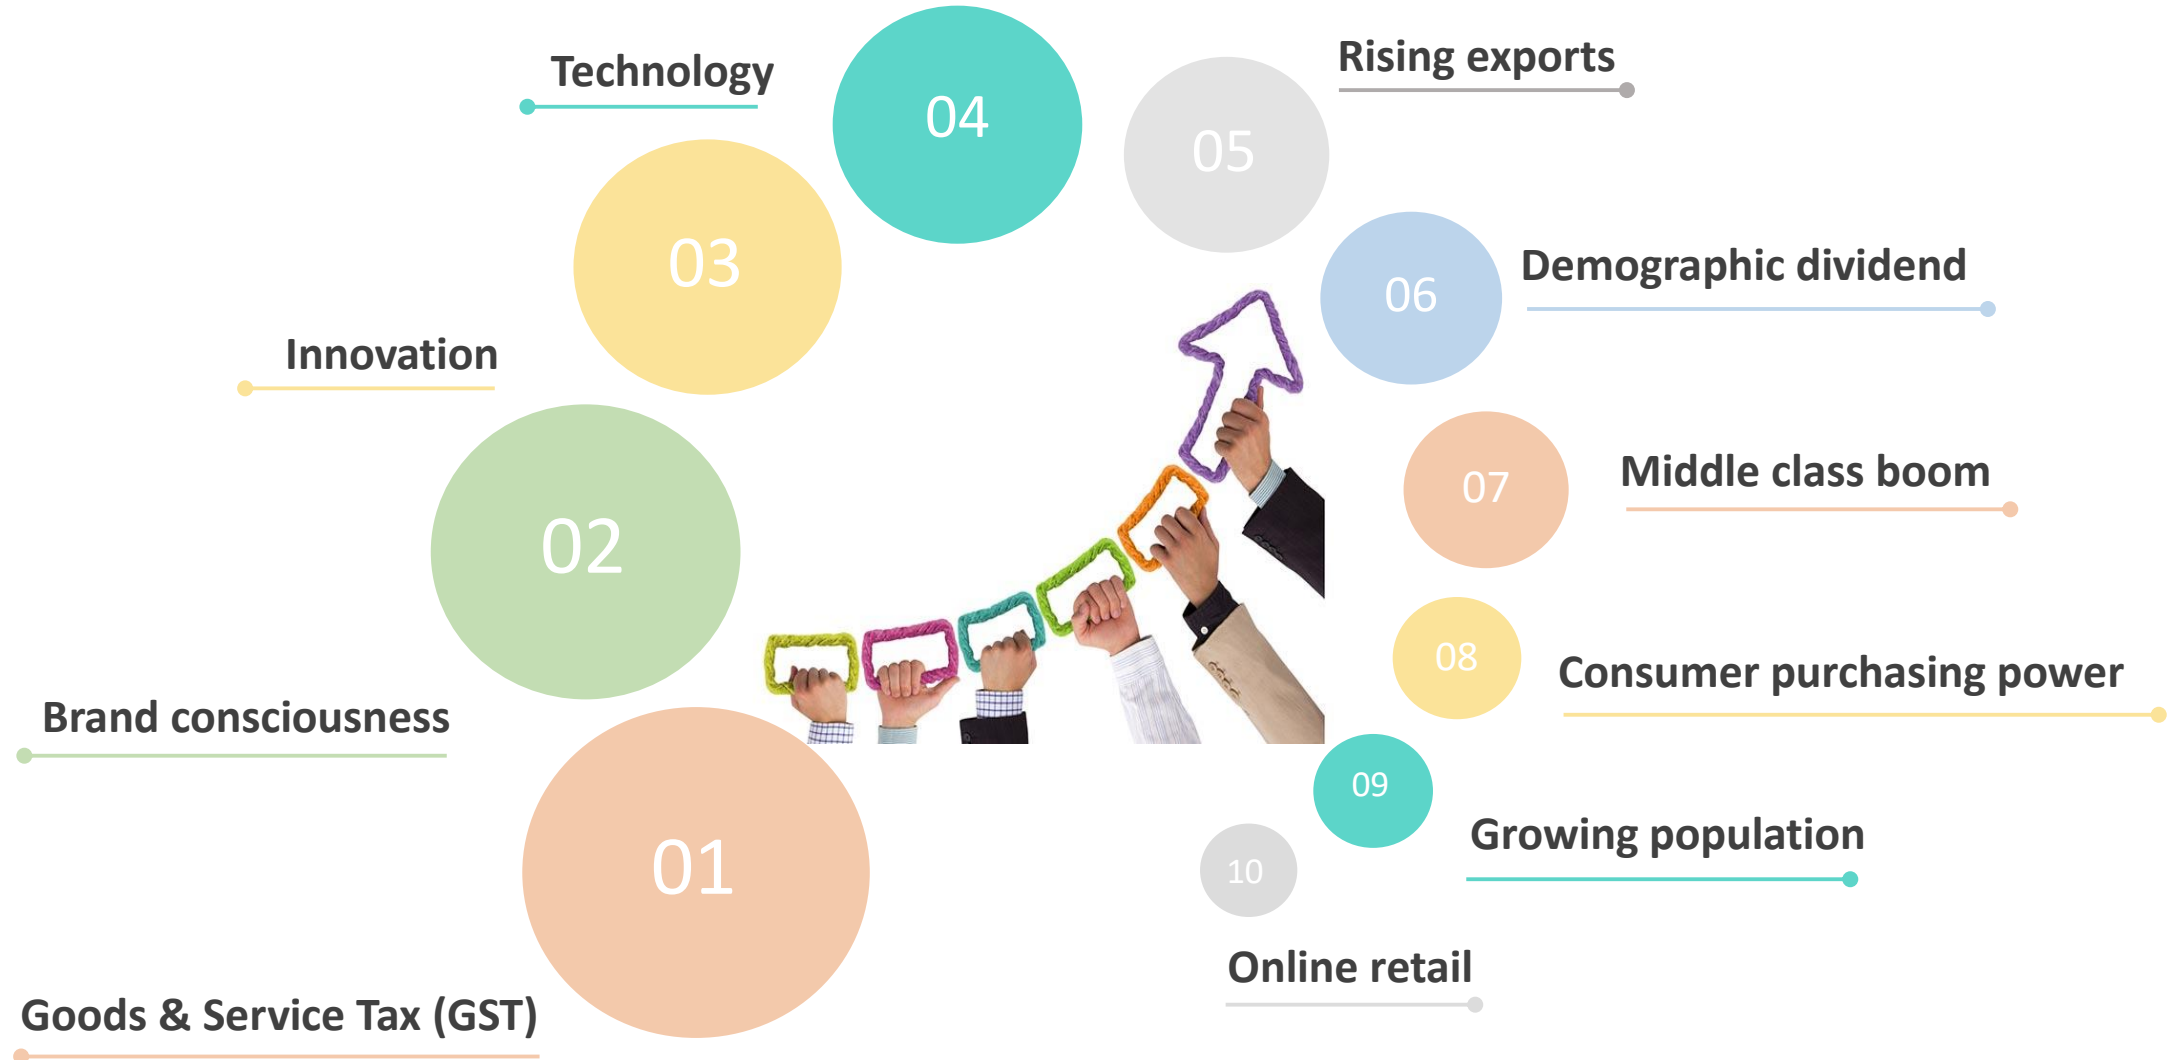 01
Goods & Service Tax (GST)
02
Brand consciousness
03
Innovation
04
Technology
05
Rising exports
06
Demographic dividend
07
Middle class boom
08
Consumer purchasing power
09
Growing population
10
Online retail